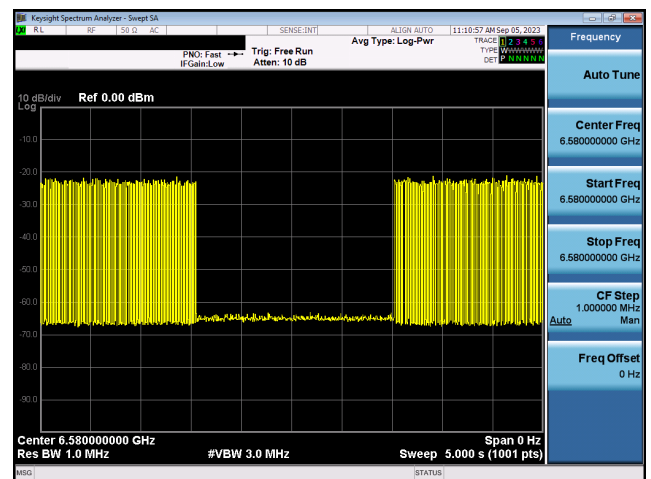 Keysight Spectrum Analyzer - Swept SA
LXI RL RF 50 Ω AC SENSE:INT ALIGN AUTO 11:10:57 AM Sep 05, 2023
Frequency
PNO: Fast
IFGain:Low
Trig: Free Run
Atten: 10 dB
Avg Type: Log-Pwr
TRACE 1 2 3 4 5 6
TYPE WWWWWW
DET P NNNNN
10 dB/div Ref 0.00 dBm
Log
-10.0
-20.0
-30.0
-40.0
-50.0
-60.0
-70.0
-80.0
-90.0
Center 6.580000000 GHz Span 0 Hz
Res BW 1.0 MHz #VBW 3.0 MHz Sweep 5.000 s (1001 pts)
MSG STATUS
Auto Tune
Center Freq
6.580000000 GHz
Start Freq
6.580000000 GHz
Stop Freq
6.580000000 GHz
CF Step
1.000000 MHz
Auto Man
Freq Offset
0 Hz